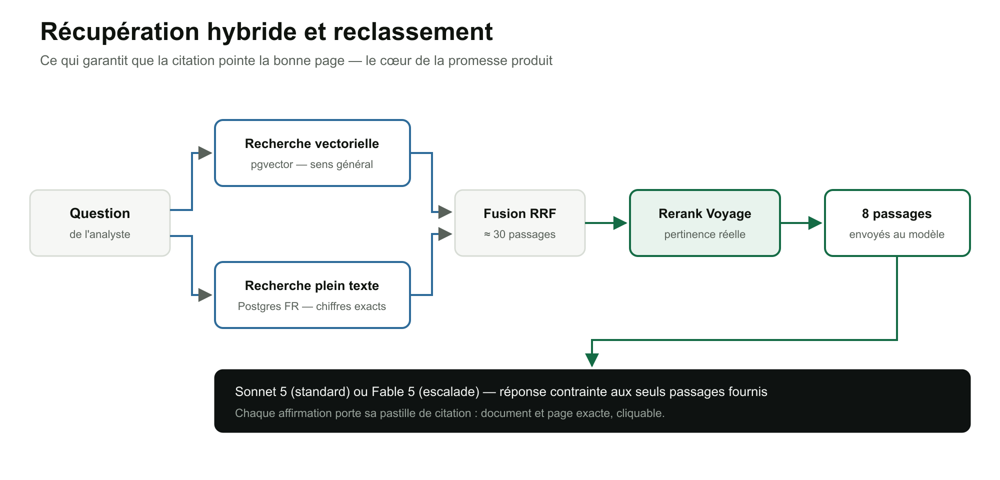 Récupération hybride et reclassement
Ce qui garantit que la citation pointe la bonne page — le cœur de la promesse produit
Question
de l'analyste
Recherche vectorielle
pgvector — sens général
Recherche plein texte
Postgres FR — chiffres exacts
Fusion RRF
≈ 30 passages
Rerank Voyage
pertinence réelle
8 passages
envoyés au modèle
Sonnet 5 (standard) ou Fable 5 (escalade) — réponse contrainte aux seuls passages fournis
Chaque affirmation porte sa pastille de citation : document et page exacte, cliquable.